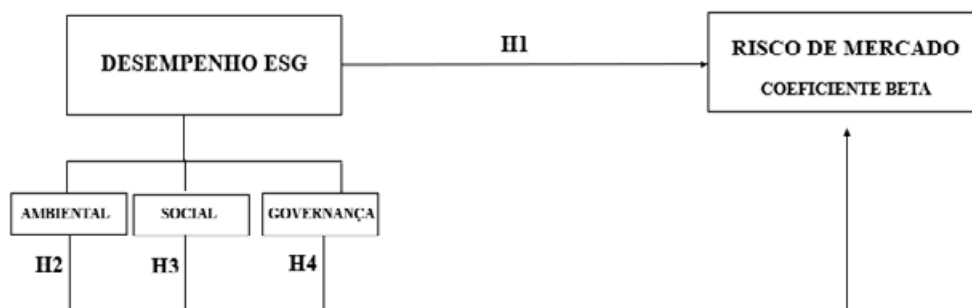 H1
DESEMPENHO ESG
RISCO DE MERCADO
COEFICIENTE BETA
AMBIENTAL
SOCIAL
GOVERNANÇA
H2
H3
H4